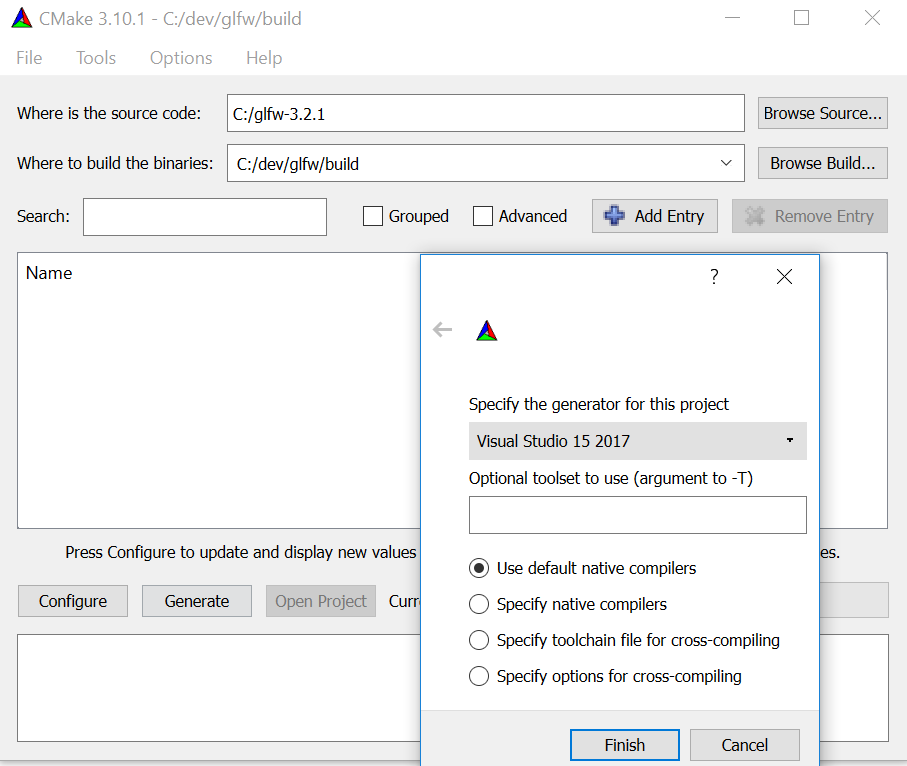 CMake 3.10.1 - C:/dev/glfw/build
File Tools Options Help
Where is the source code: C:/glfw-3.2.1 Browse Source...
Where to build the binaries: C:/dev/glfw/build Browse Build...
Search: Grouped Advanced Add Entry Remove Entry
Name
?
Specify the generator for this project
Visual Studio 15 2017
Optional toolset to use (argument to -T)
Use default native compilers
Specify native compilers
Specify toolchain file for cross-compiling
Specify options for cross-compiling
Finish Cancel
Press Configure to update and display new values
es.
Configure Generate Open Project Curr